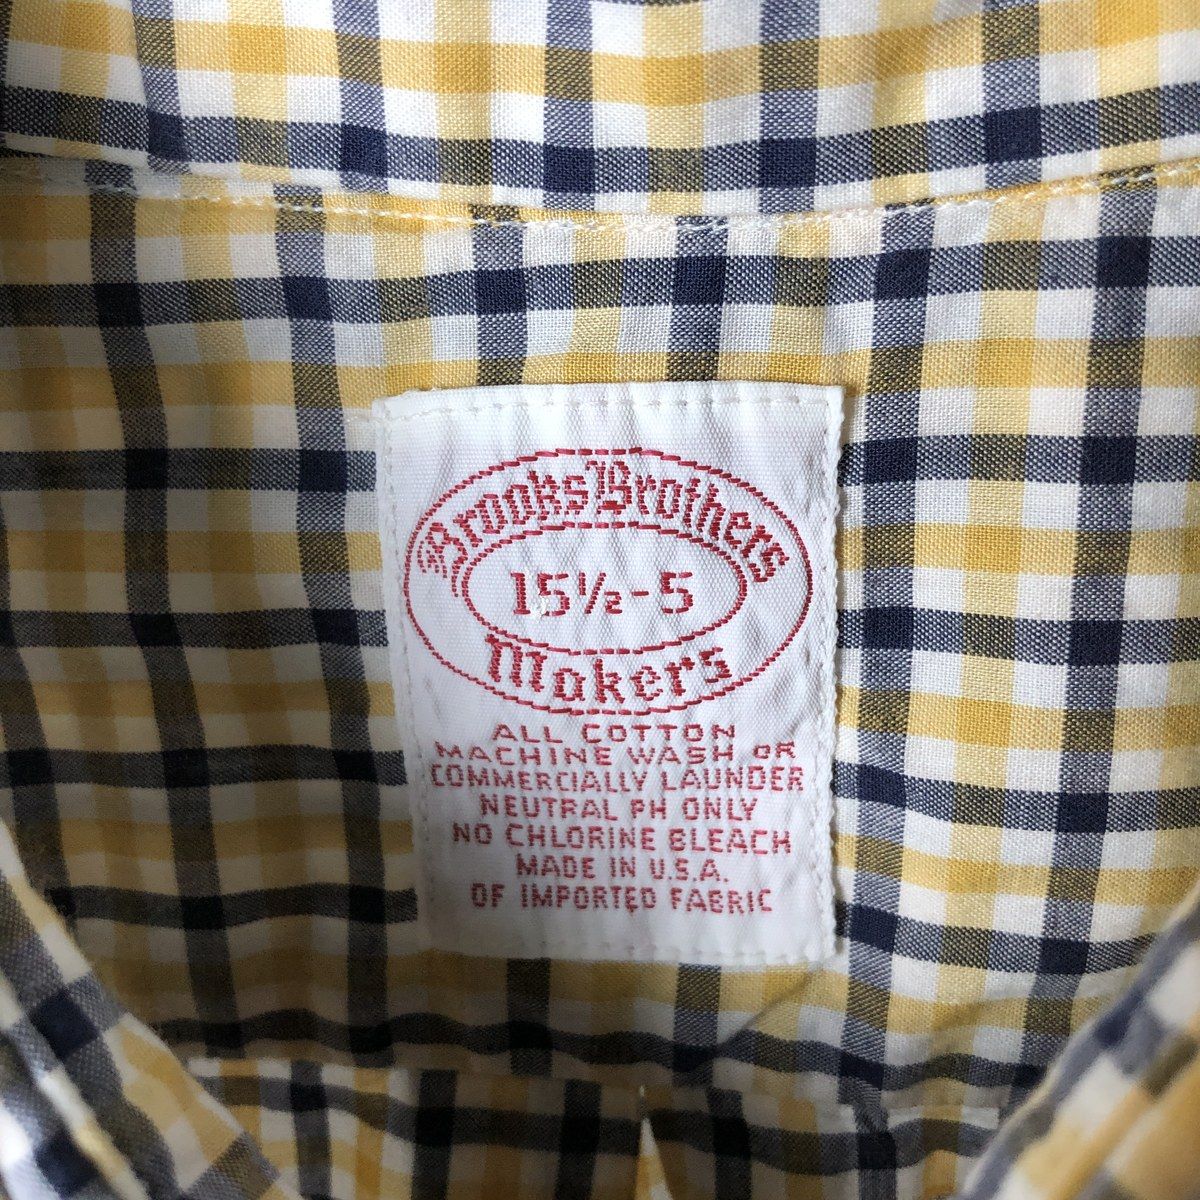 Brooks Brothers
15½-5
Makers
ALL COTTON
MACHINE WASH OR
COMMERCIALLY LAUNDER
NEUTRAL PH ONLY
NO CHLORINE BLEACH
MADE IN U.S.A.
OF IMPORTED FABRIC